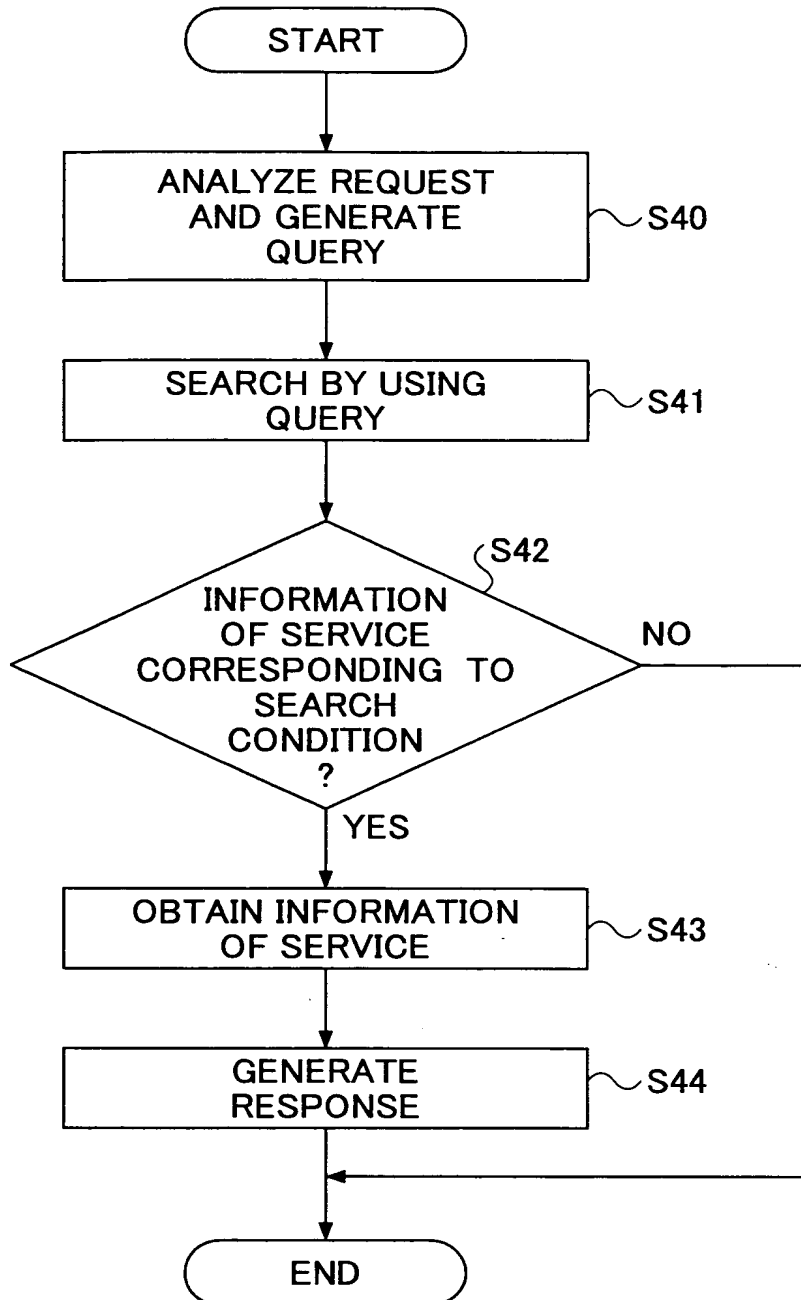 START
ANALYZE REQUEST
AND GENERATE
QUERY
S40
SEARCH BY USING
QUERY
S41
S42
INFORMATION
OF SERVICE
CORRESPONDING TO
SEARCH
CONDITION
?
NO
YES
OBTAIN INFORMATION
OF SERVICE
S43
GENERATE
RESPONSE
S44
END